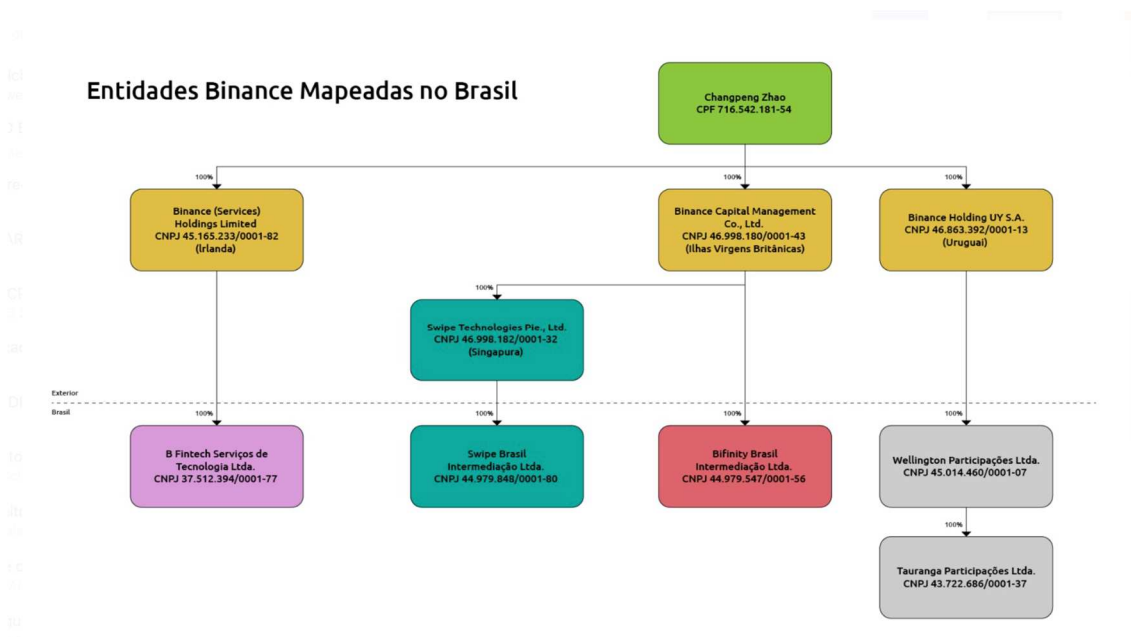 Entidades Binance Mapeadas no Brasil
Changpeng Zhao
CPF 716.542.181-54
100%
100%
100%
Binance (Services)
Holdings Limited
CNPJ 45.165.233/0001-82
(Irlanda)
Binance Capital Management
Co., Ltd.
CNPJ 46.998.180/0001-43
(Ilhas Virgens Britânicas)
Binance Holding UY S.A.
CNPJ 46.863.392/0001-13
(Uruguai)
100%
Swipe Technologies Pie., Ltd.
CNPJ 46.998.182/0001-32
(Singapura)
Exterior
Brasil
100%
100%
100%
100%
B Fintech Serviços de
Tecnologia Ltda.
CNPJ 37.512.394/0001-77
Swipe Brasil
Intermediação Ltda.
CNPJ 44.979.848/0001-80
Bifinity Brasil
Intermediação Ltda.
CNPJ 44.979.547/0001-56
Wellington Participações Ltda.
CNPJ 45.014.460/0001-07
100%
Tauranga Participações Ltda.
CNPJ 43.722.686/0001-37